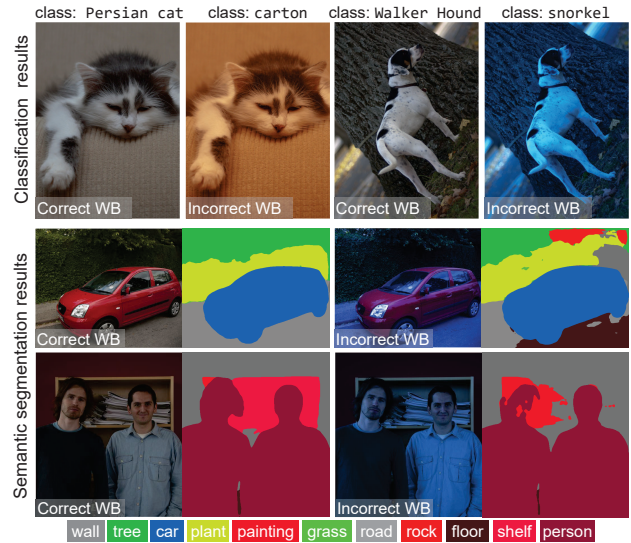 class: Persian cat
class: carton
class: Walker Hound
class: snorkel
Classification results
Correct WB
Incorrect WB
Correct WB
Incorrect WB
Semantic segmentation results
Correct WB
Incorrect WB
Correct WB
Incorrect WB
wall tree car plant painting grass road rock floor shelf person